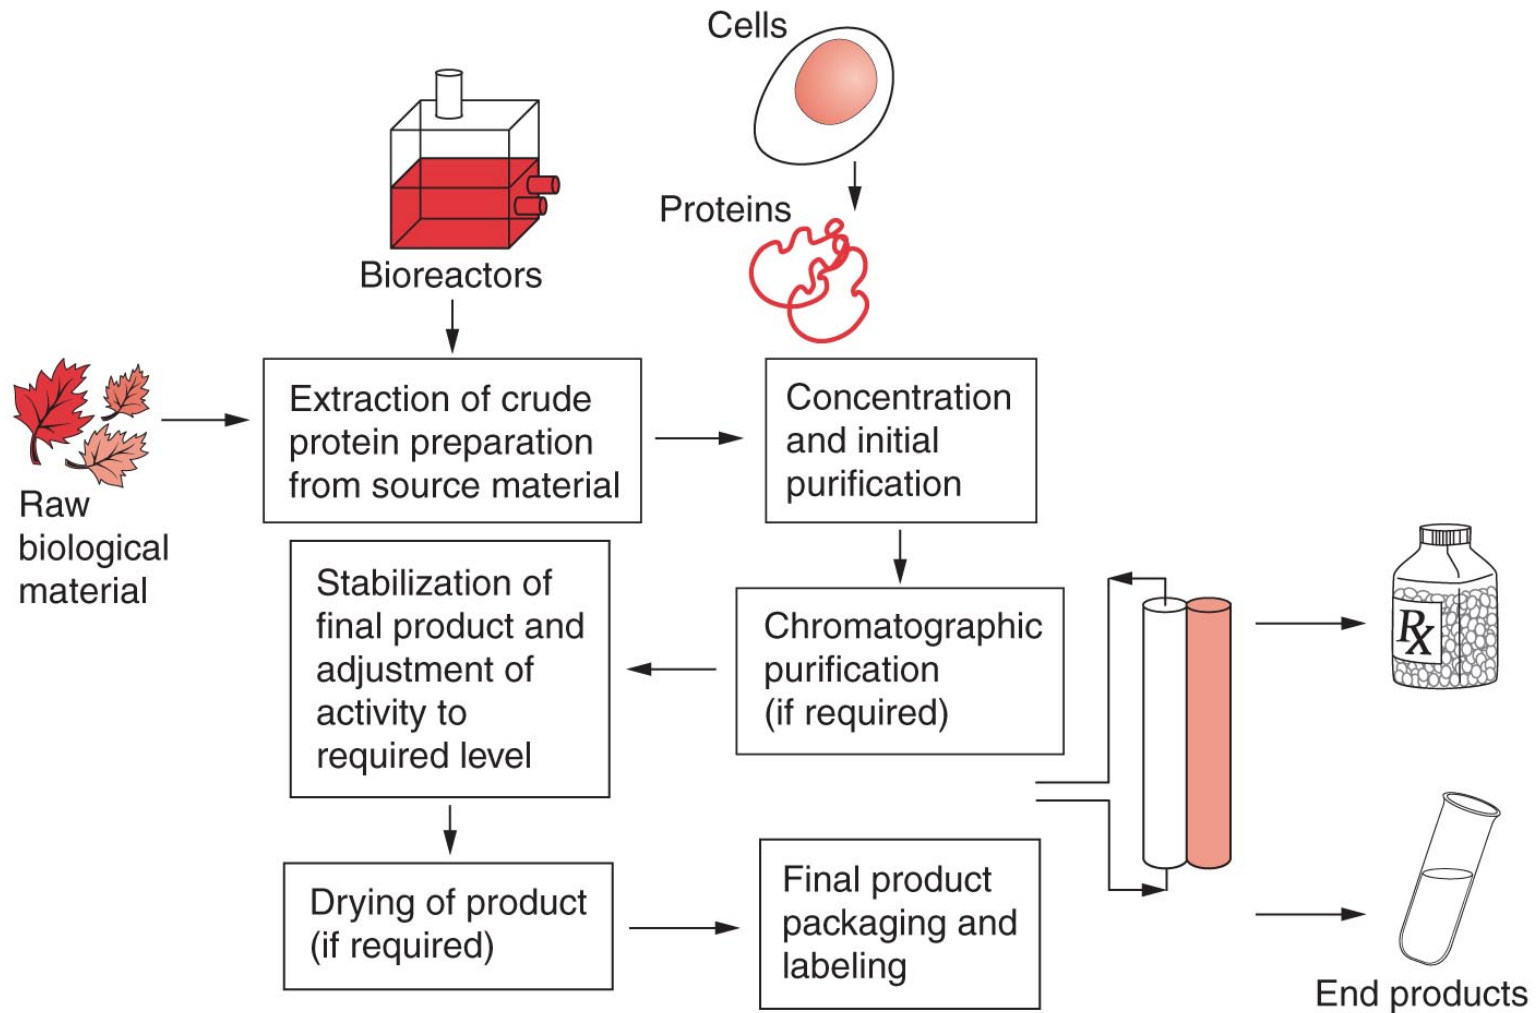 Cells
Proteins
Bioreactors
Raw
biological
material
Extraction of crude
protein preparation
from source material
Concentration
and initial
purification
Chromatographic
purification
(if required)
Stabilization of
final product and
adjustment of
activity to
required level
Drying of product
(if required)
Final product
packaging and
labeling
Rx
End products